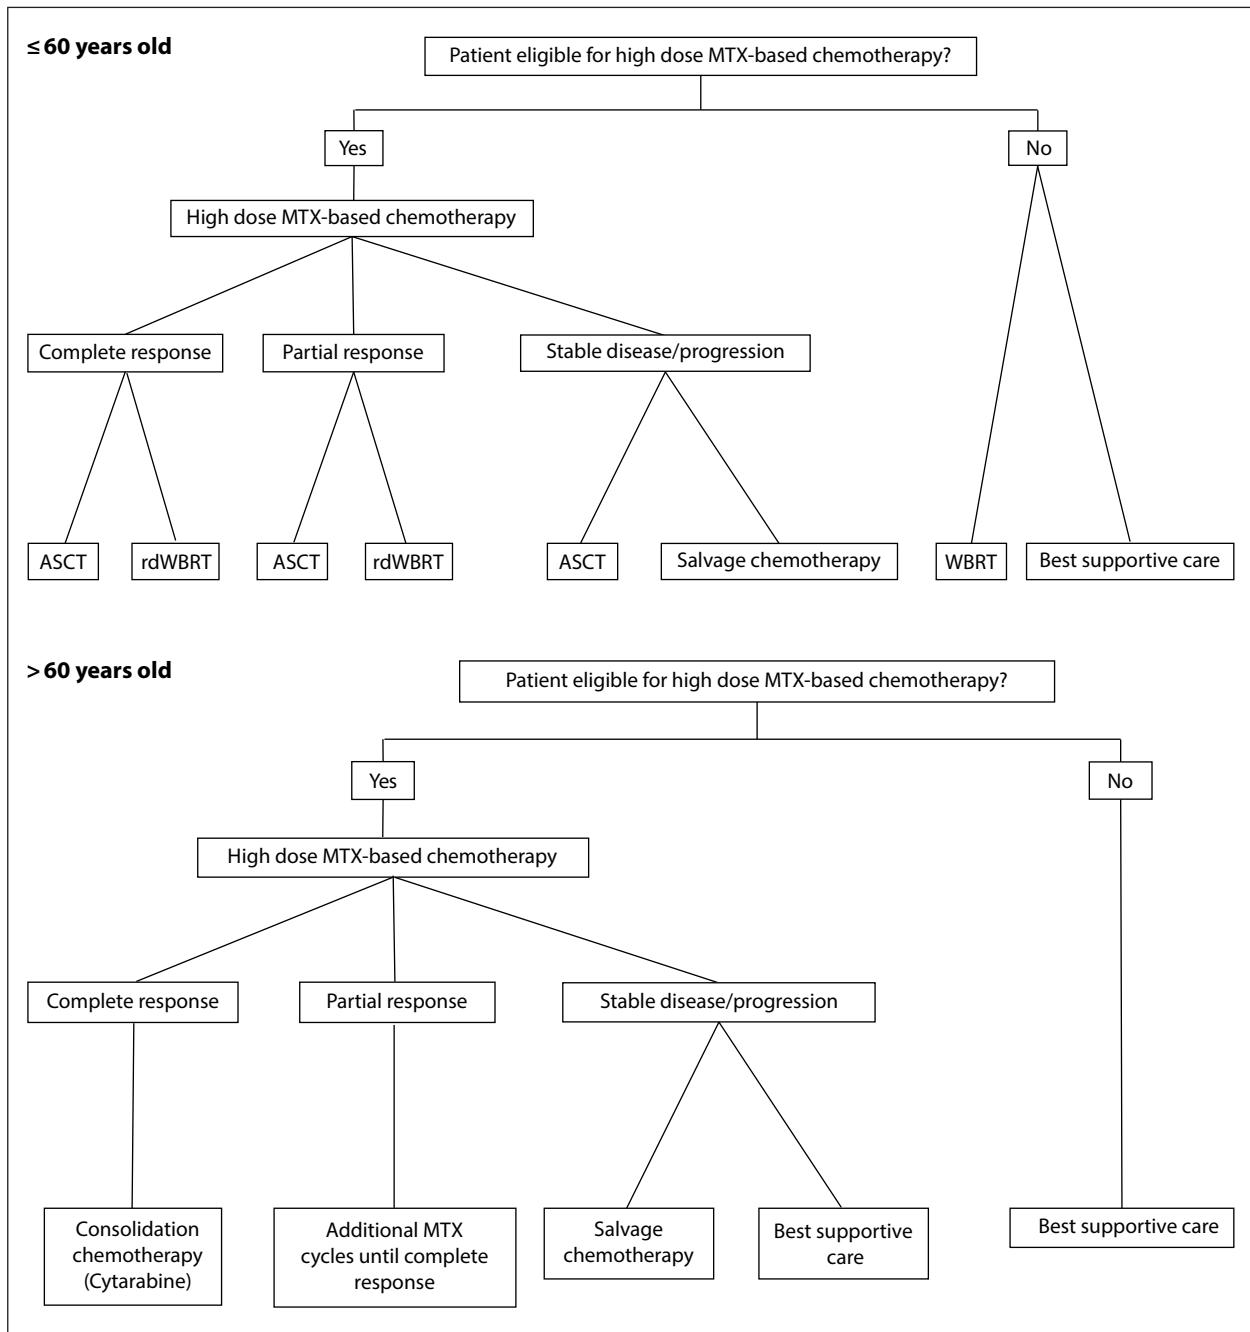 ≤ 60 years old
Patient eligible for high dose MTX-based chemotherapy?
Yes
No
High dose MTX-based chemotherapy
Complete response
Partial response
Stable disease/progression
ASCT
rdWBRT
ASCT
rdWBRT
ASCT
Salvage chemotherapy
WBRT
Best supportive care
> 60 years old
Patient eligible for high dose MTX-based chemotherapy?
Yes
No
High dose MTX-based chemotherapy
Complete response
Partial response
Stable disease/progression
Consolidation
chemotherapy
(Cytarabine)
Additional MTX
cycles until complete
response
Salvage
chemotherapy
Best supportive
care
Best supportive care